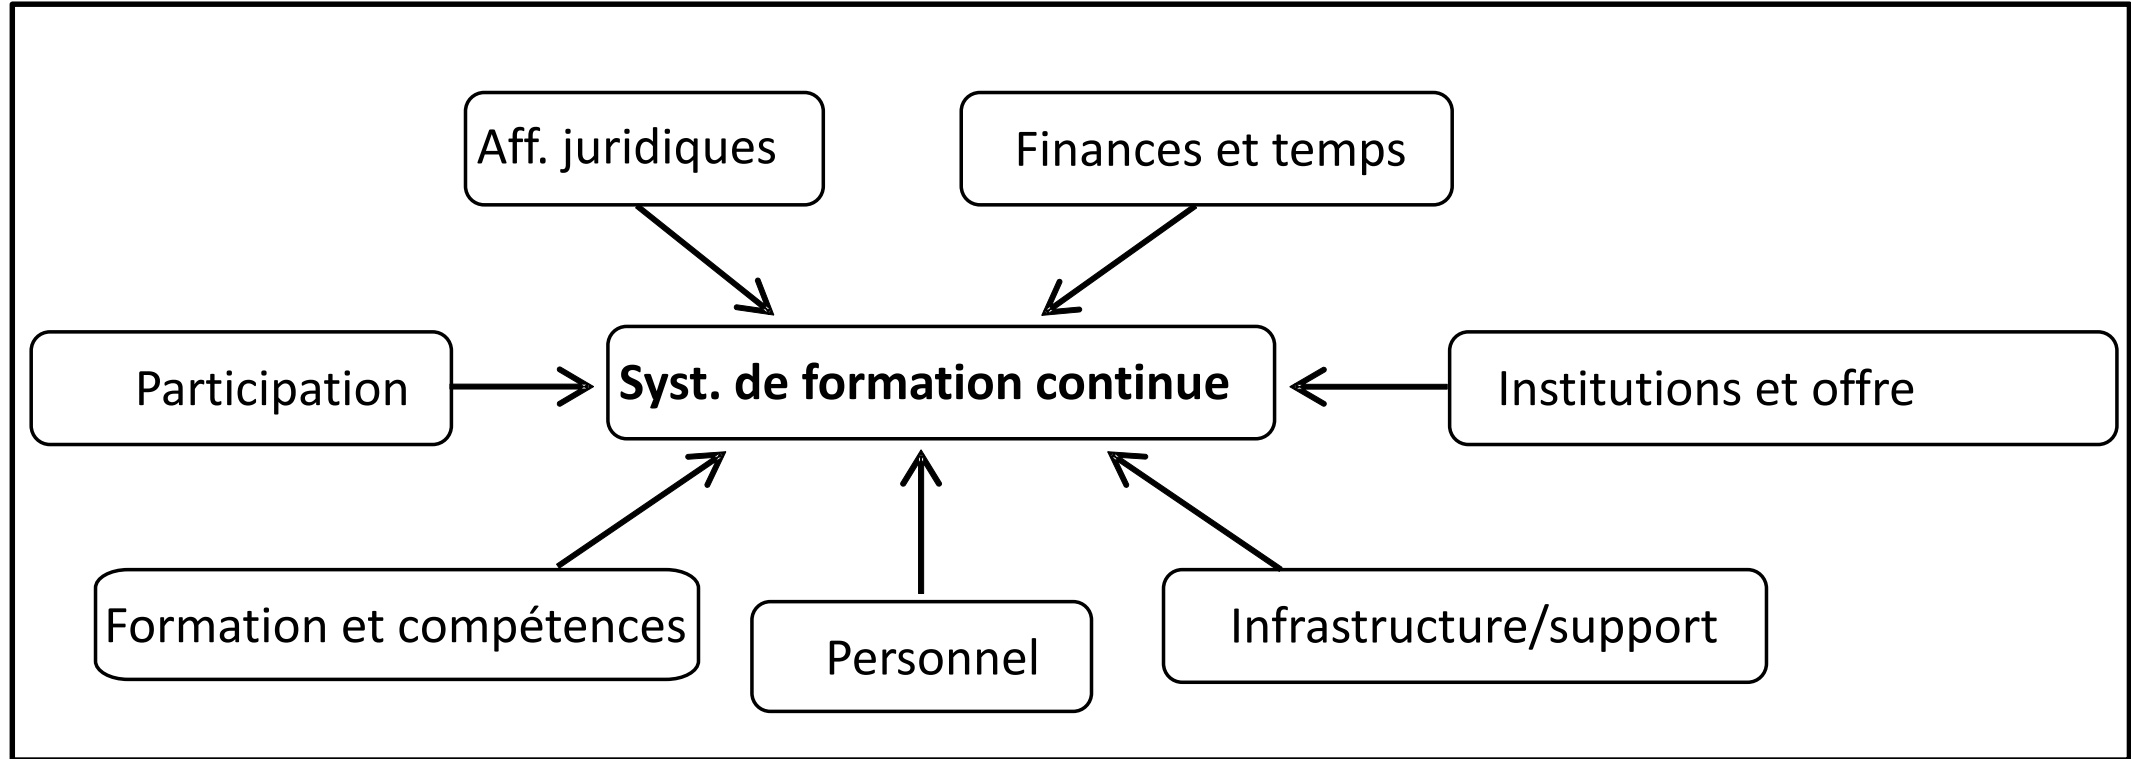 Aff. juridiques
Finances et temps
Participation
Syst. de formation continue
Institutions et offre
Formation et compétences
Personnel
Infrastructure/support